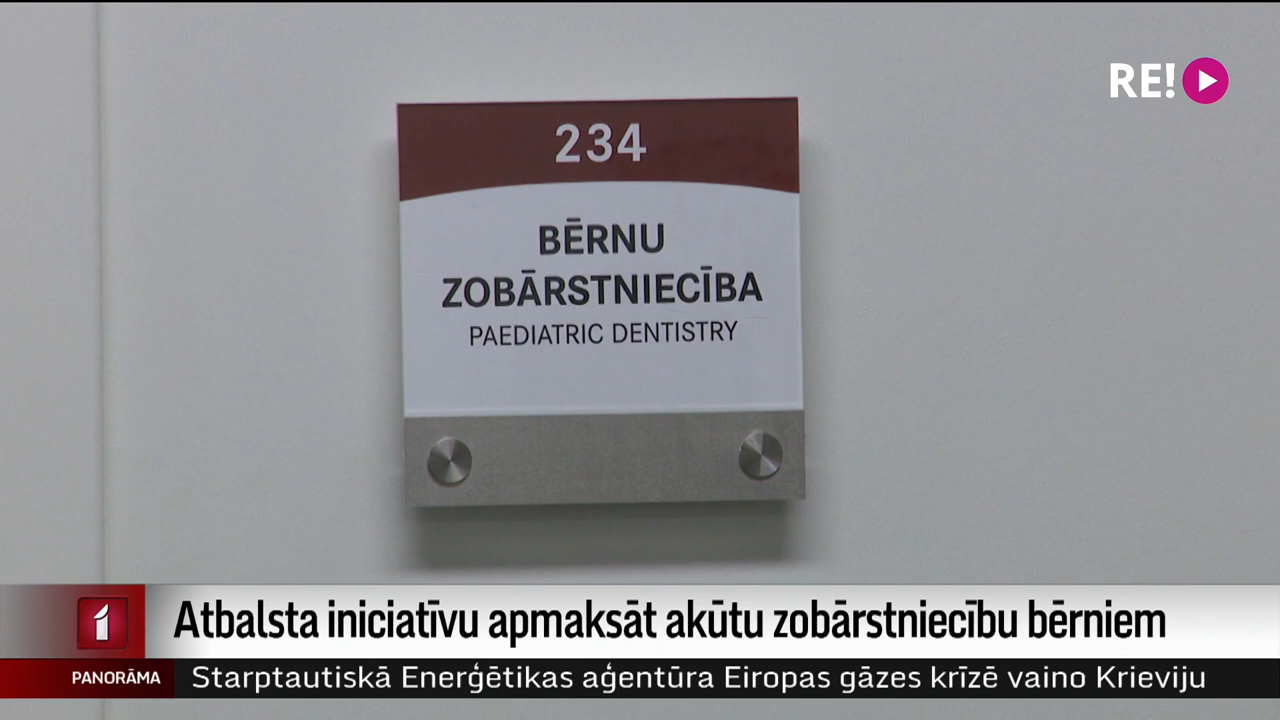 RE!
234
BĒRNU
ZOBĀRSTNIECĪBA
PAEDIATRIC DENTISTRY
1
Atbalsta iniciatīvu apmaksāt akūtu zobārstniecību bērniem
PANORĀMA
Starptautiskā Enerģētikas aģentūra Eiropas gāzes krīzē vaino Krieviju